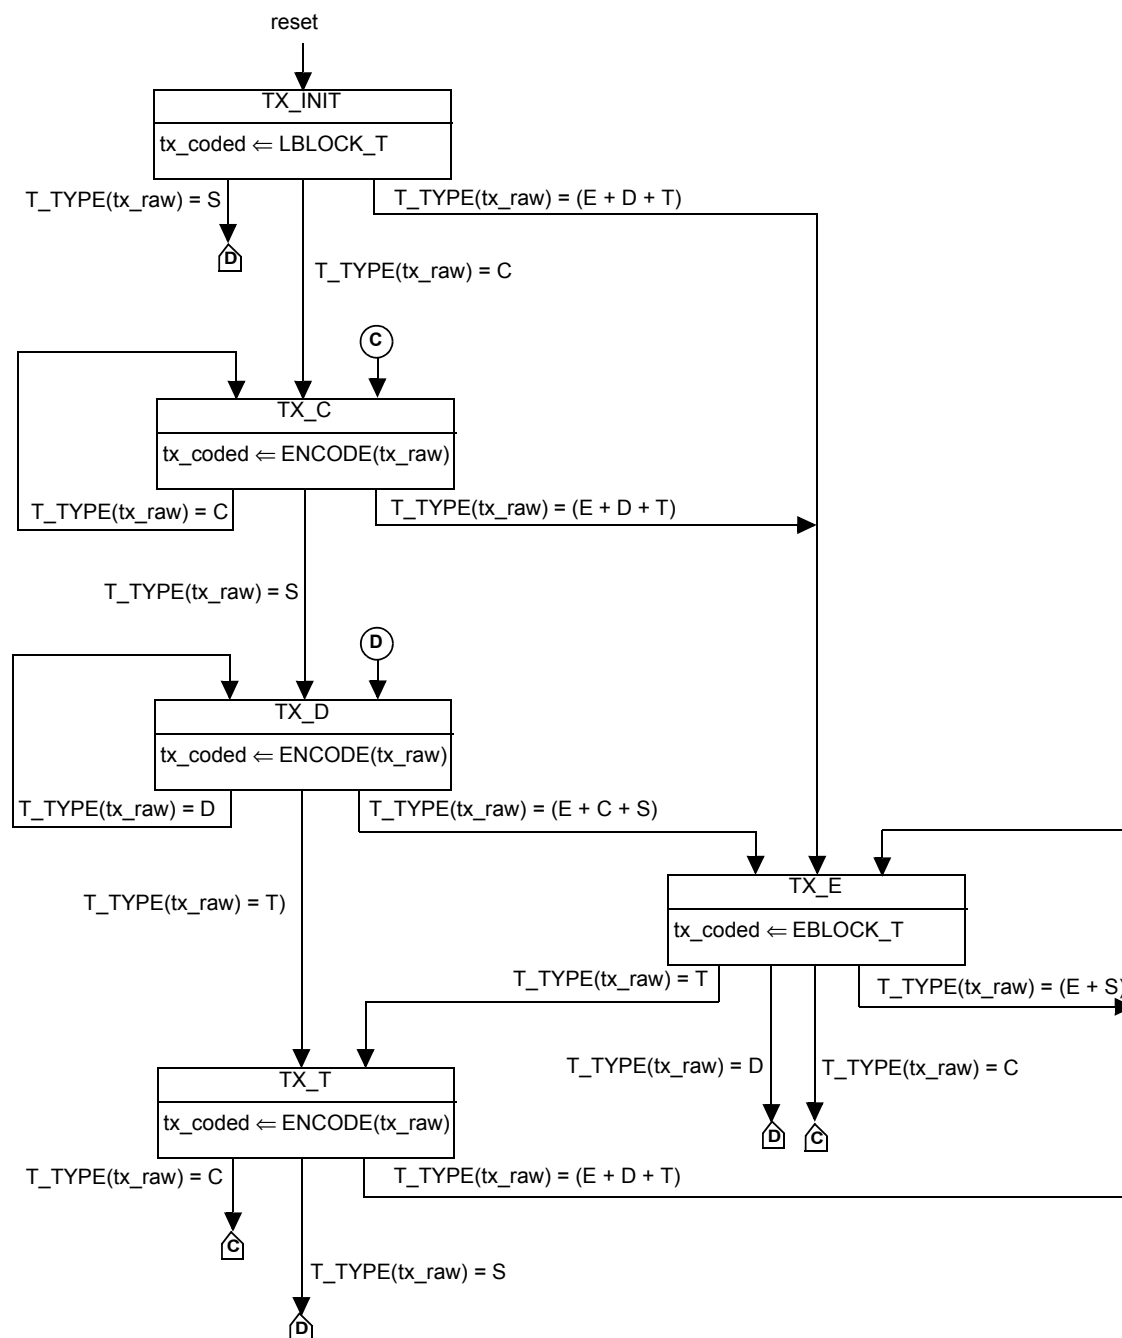 reset
TX_INIT
tx_coded ⇐ LBLOCK_T
T_TYPE(tx_raw) = S
T_TYPE(tx_raw) = (E + D + T)
D
T_TYPE(tx_raw) = C
C
TX_C
tx_coded ⇐ ENCODE(tx_raw)
T_TYPE(tx_raw) = C
T_TYPE(tx_raw) = (E + D + T)
T_TYPE(tx_raw) = S
D
TX_D
tx_coded ⇐ ENCODE(tx_raw)
T_TYPE(tx_raw) = D
T_TYPE(tx_raw) = (E + C + S)
TX_E
T_TYPE(tx_raw) = T)
tx_coded ⇐ EBLOCK_T
T_TYPE(tx_raw) = T
T_TYPE(tx_raw) = (E + S)
T_TYPE(tx_raw) = D
T_TYPE(tx_raw) = C
TX_T
tx_coded ⇐ ENCODE(tx_raw)
D
C
T_TYPE(tx_raw) = C
T_TYPE(tx_raw) = (E + D + T)
C
T_TYPE(tx_raw) = S
D